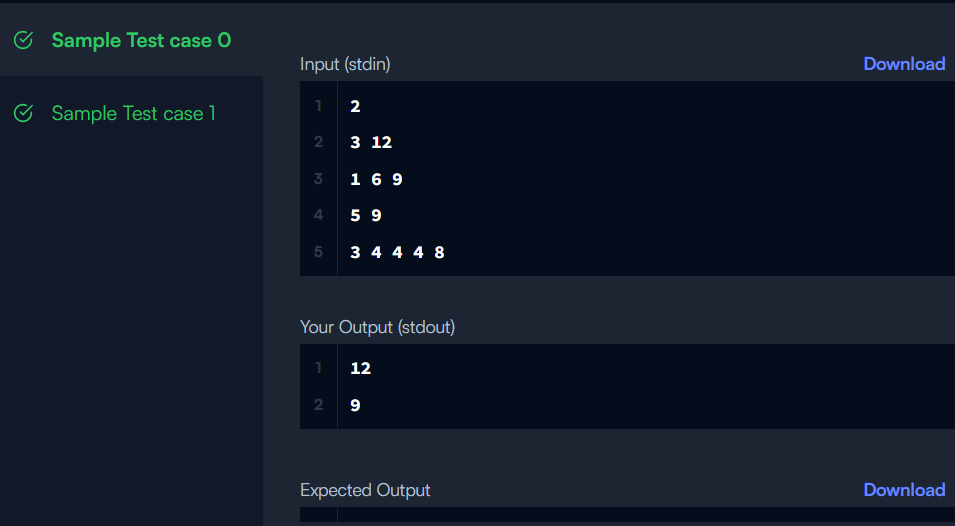 Sample Test case 0
Sample Test case 1
Input (stdin)
Download
1 2
2 3 12
3 1 6 9
4 5 9
5 3 4 4 4 8
Your Output (stdout)
1 12
2 9
Expected Output
Download